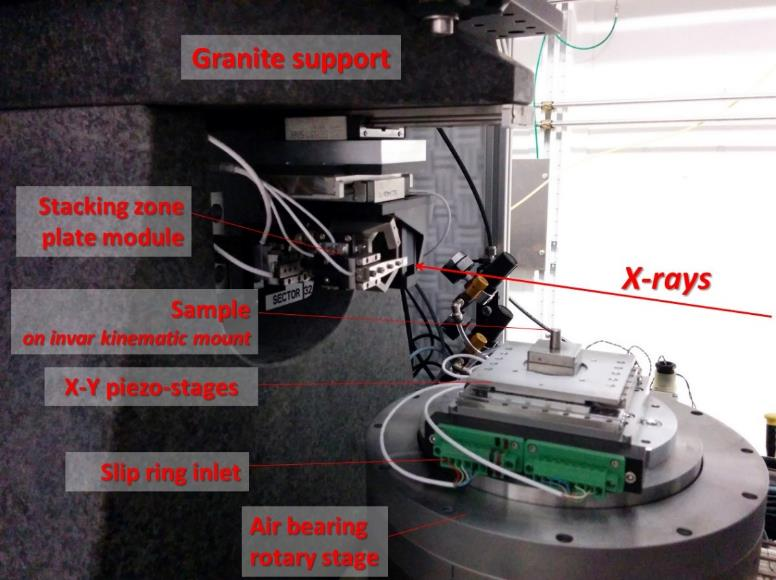 Granite support
Stacking zone
plate module
X-rays
SECTOR 32
Sample
on invar kinematic mount
X-Y piezo-stages
Slip ring inlet
Air bearing
rotary stage